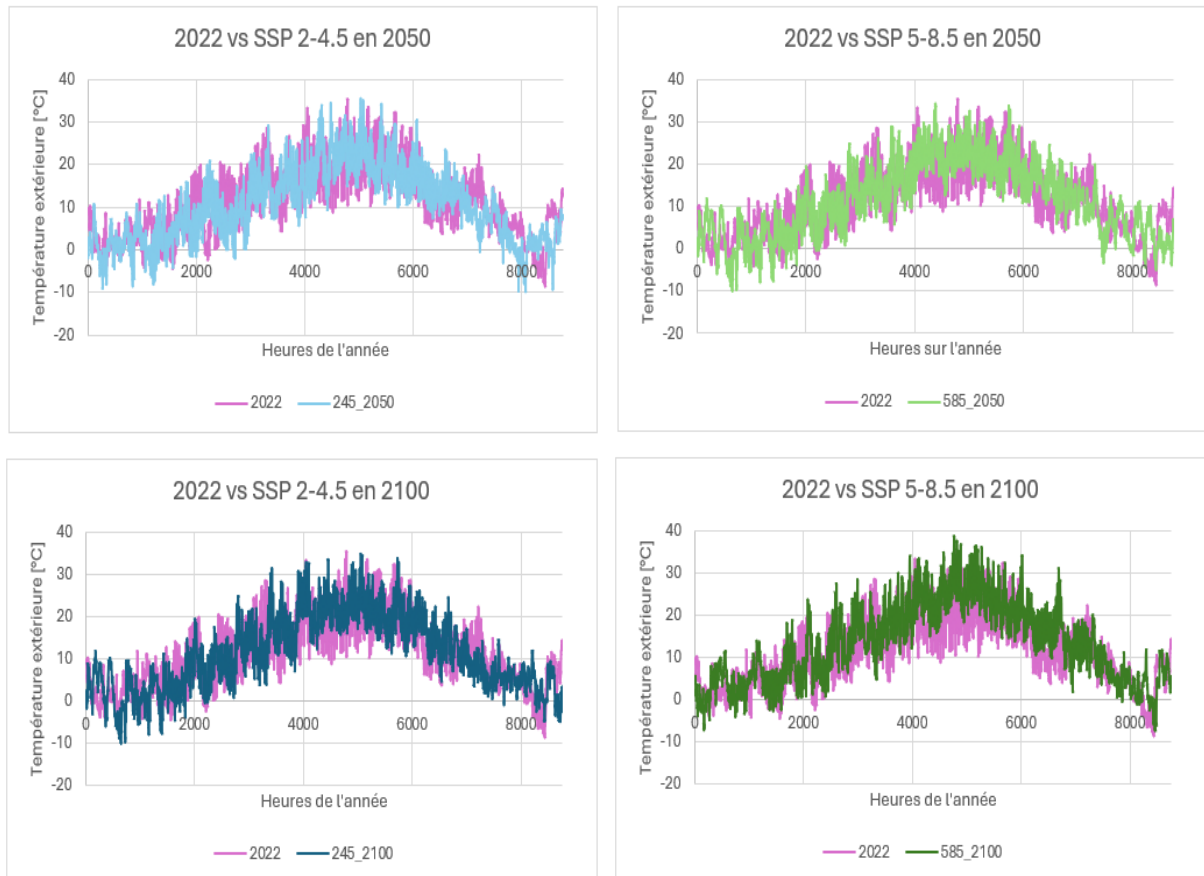 2022 vs SSP 2-4.5 en 2050
Température extérieure [°C]
40
30
20
10
0
-10
-20
0 2000 4000 6000 8000
Heures de l'année
2022 245_2050
2022 vs SSP 5-8.5 en 2050
Température extérieure [°C]
40
30
20
10
0
-10
-20
0 2000 4000 6000 8000
Heures sur l'année
2022 585_2050
2022 vs SSP 2-4.5 en 2100
Température extérieure [°C]
40
30
20
10
0
-10
-20
0 2000 4000 6000 8000
Heures de l'année
2022 245_2100
2022 vs SSP 5-8.5 en 2100
Température extérieure [°C]
40
30
20
10
0
-10
-20
0 2000 4000 6000 8000
Heures de l'année
2022 585_2100